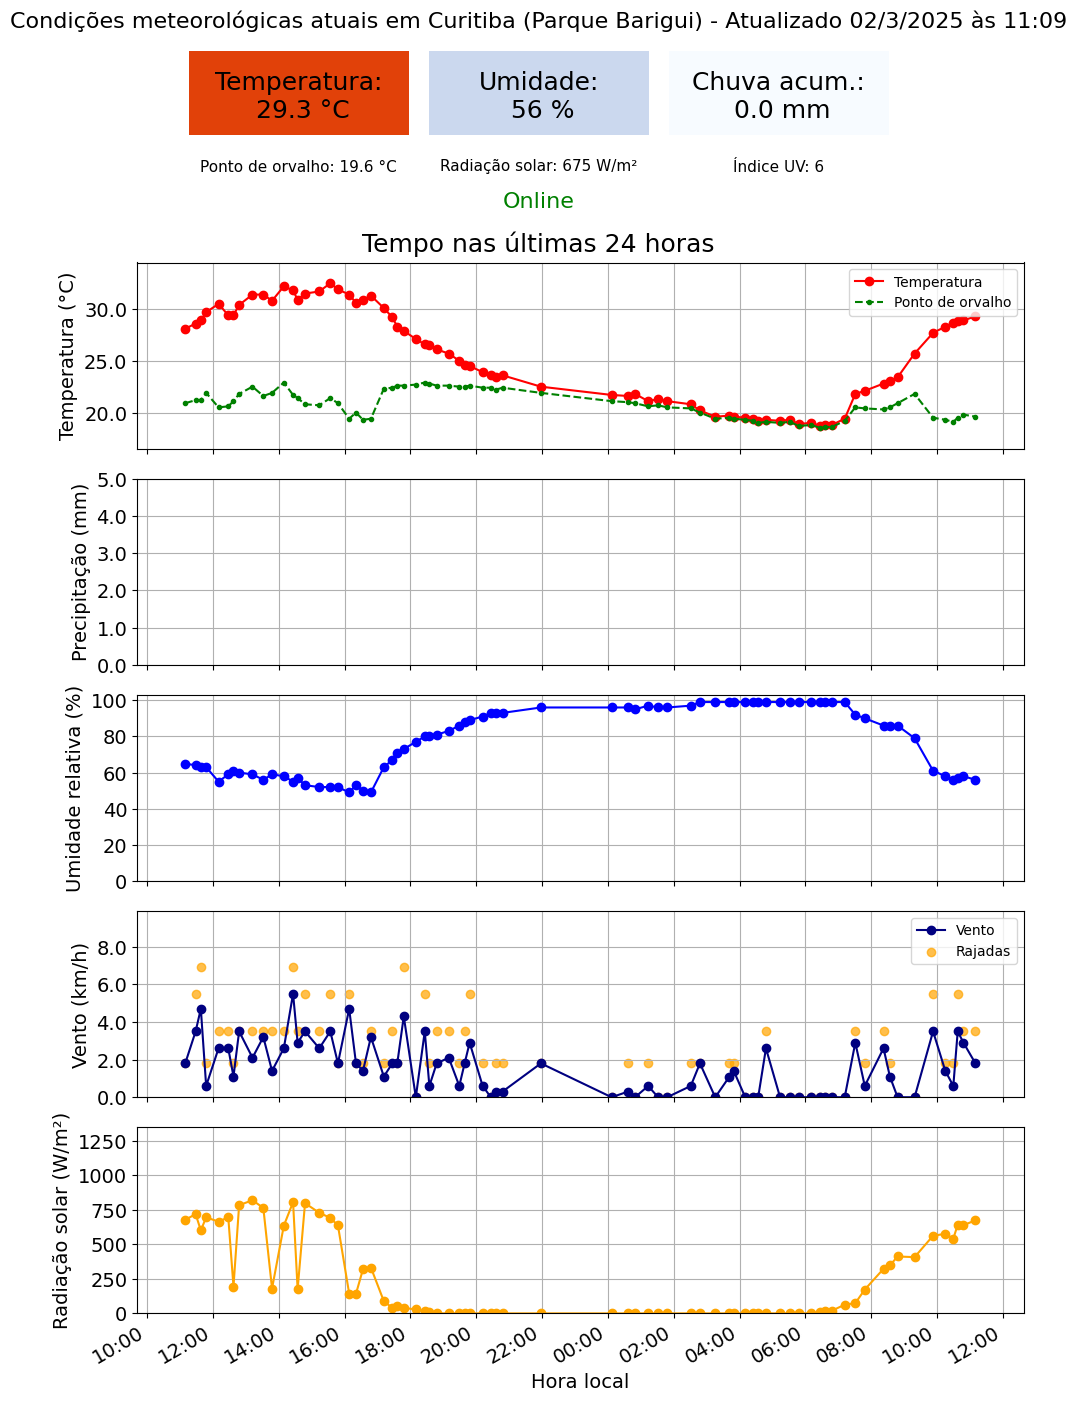 Condições meteorológicas atuais em Curitiba (Parque Barigui) - Atualizado 02/3/2025 às 11:09
Temperatura:
29.3 °C
Umidade:
56 %
Chuva acum.:
0.0 mm
Ponto de orvalho: 19.6 °C
Radiação solar: 675 W/m²
Índice UV: 6
Online
Tempo nas últimas 24 horas
Temperatura (°C)
30.0
25.0
20.0
Temperatura
Ponto de orvalho
Precipitação (mm)
5.0
4.0
3.0
2.0
1.0
0.0
Umidade relativa (%)
100
80
60
40
20
0
Vento (km/h)
8.0
6.0
4.0
2.0
0.0
Vento
Rajadas
Radiação solar (W/m²)
1250
1000
750
500
250
0
10:00
12:00
14:00
16:00
18:00
20:00
22:00
00:00
02:00
04:00
06:00
08:00
10:00
12:00
Hora local